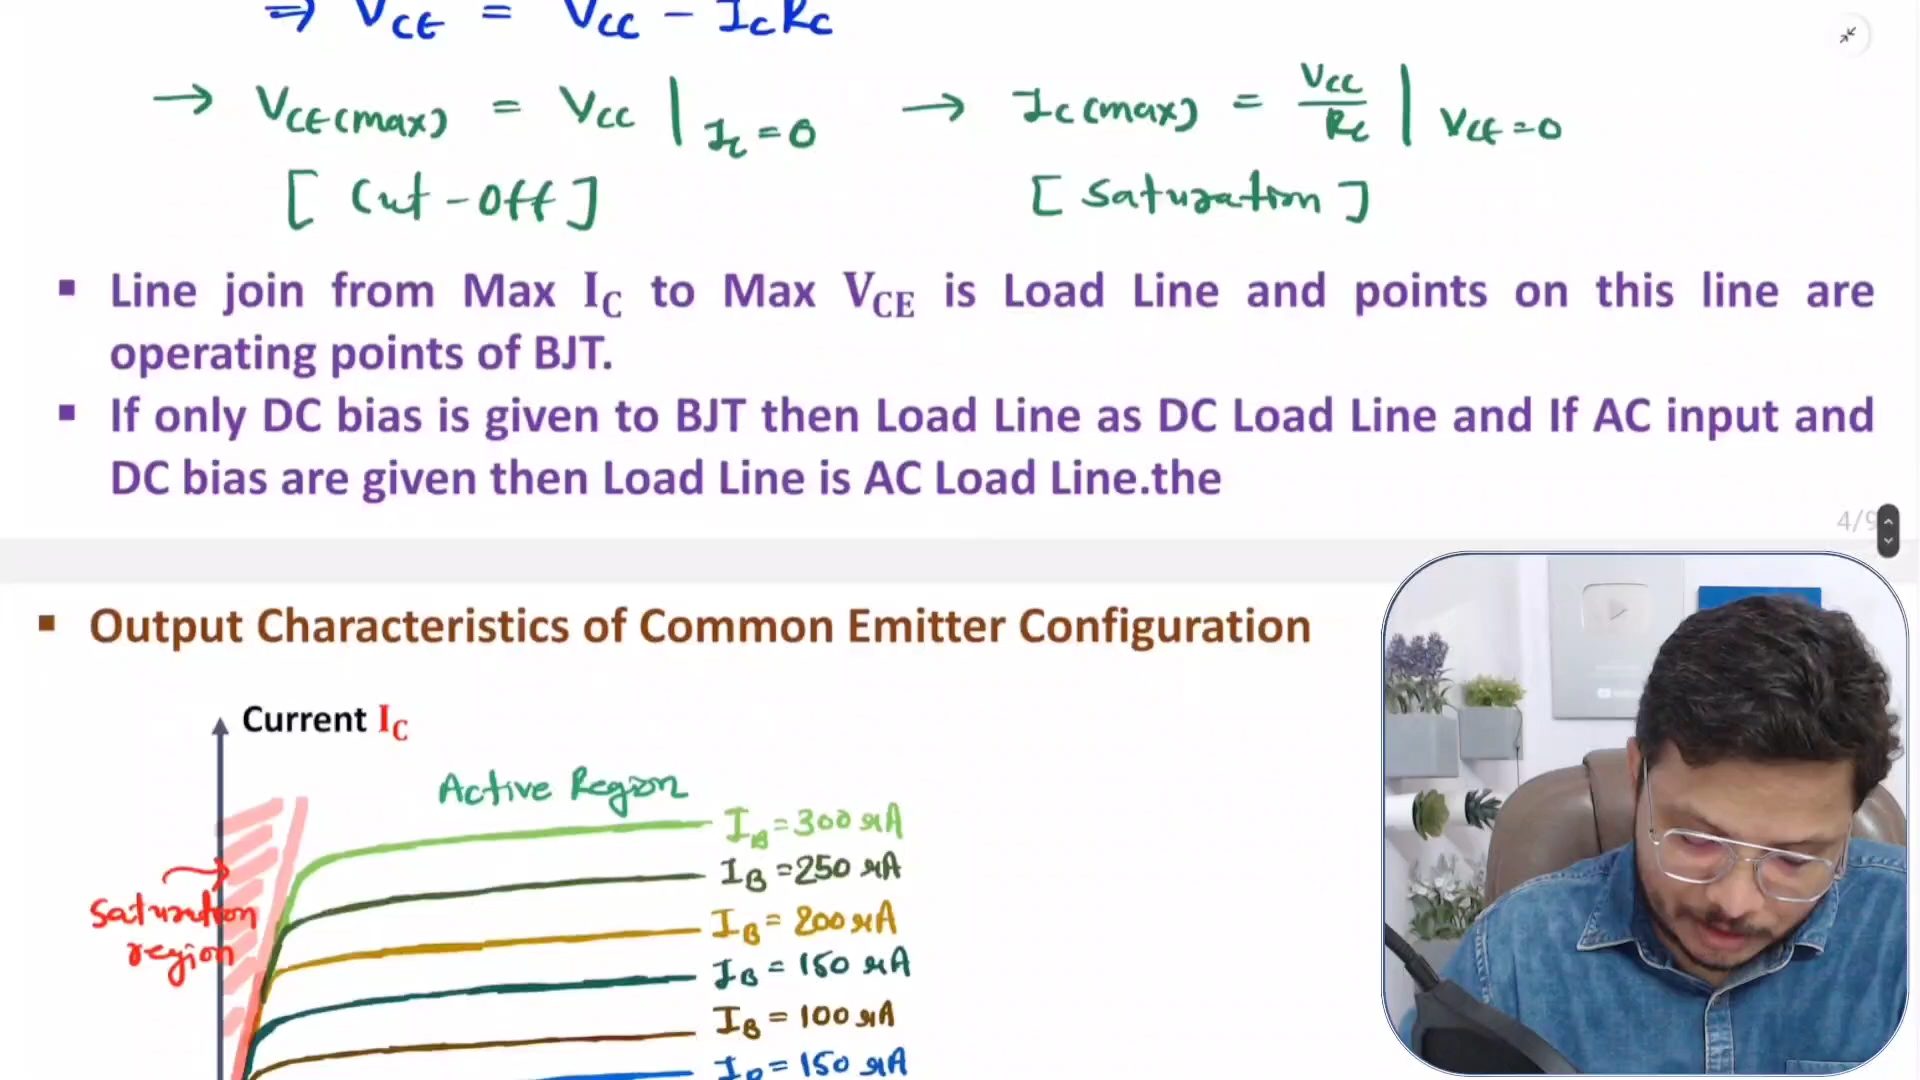 ⇒ VCE = VCC - ICRC
→ VCE(max) = VCC | IC = 0 → IC(max) = VCC/RC | VCE = 0
[Cut-off] [Saturation]
▪ Line join from Max IC to Max VCE is Load Line and points on this line are
operating points of BJT.
▪ If only DC bias is given to BJT then Load Line as DC Load Line and If AC input and
DC bias are given then Load Line is AC Load Line.the
4/9
▪ Output Characteristics of Common Emitter Configuration
Current IC
Active Region
IB = 300 μA
IB = 250 μA
Saturation
region
IB = 200 μA
IB = 150 μA
IB = 100 μA
IB = 150 μA